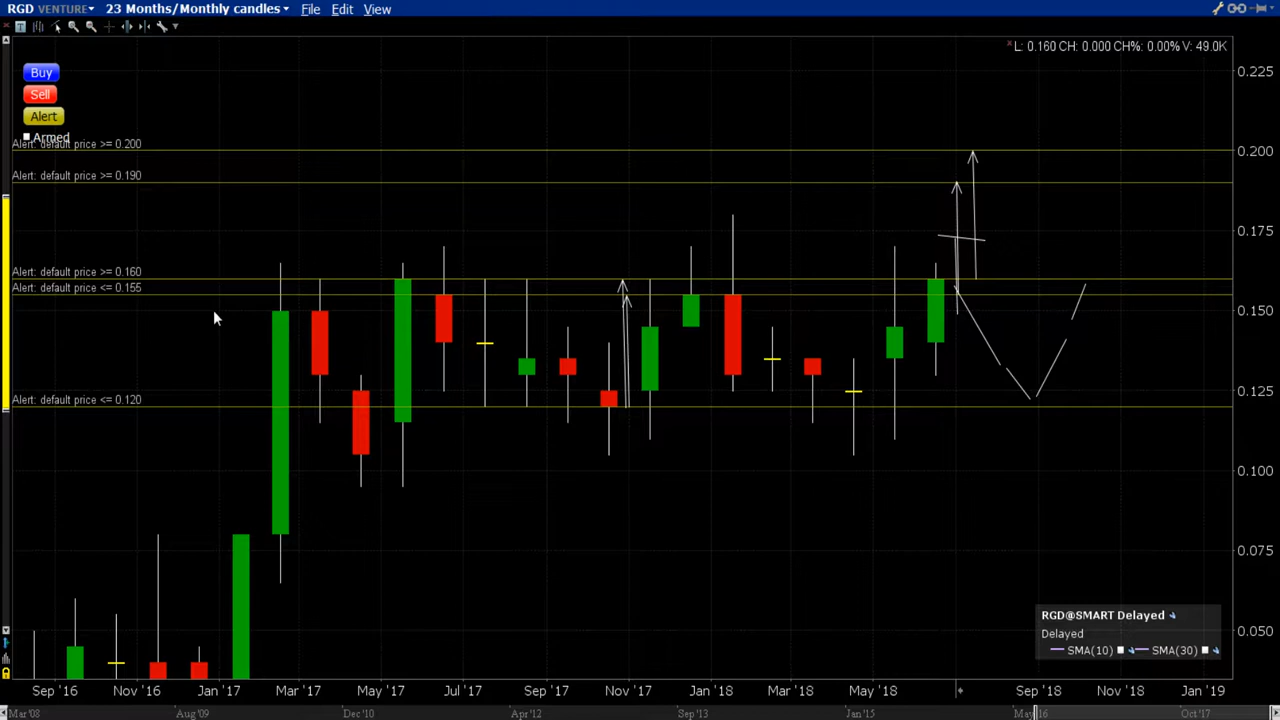 RGD VENTURE 23 Months/Monthly candles File Edit View
L: 0.160 CH: 0.000 CH%: 0.00% V: 49.0K
Buy
Sell
Alert
Armed
Alert: default price >= 0.200
Alert: default price >= 0.190
Alert: default price >= 0.160
Alert: default price <= 0.155
Alert: default price <= 0.120
0.225
0.200
0.175
0.150
0.125
0.100
0.075
0.050
RGD@SMART Delayed
Delayed
SMA(10) SMA(30)
Sep '16 Nov '16 Jan '17 Mar '17 May '17 Jul '17 Sep '17 Nov '17 Jan '18 Mar '18 May '18 Sep '18 Nov '18 Jan '19
Mar'08 Aug'09 Dec'10 Apr'12 Sep'13 Jan'15 May'16 Oct'17